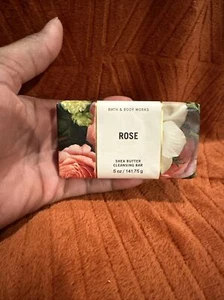 BATH & BODY WORKS
ROSE
SHEA BUTTER
CLEANSING BAR
5 oz / 141.75 g